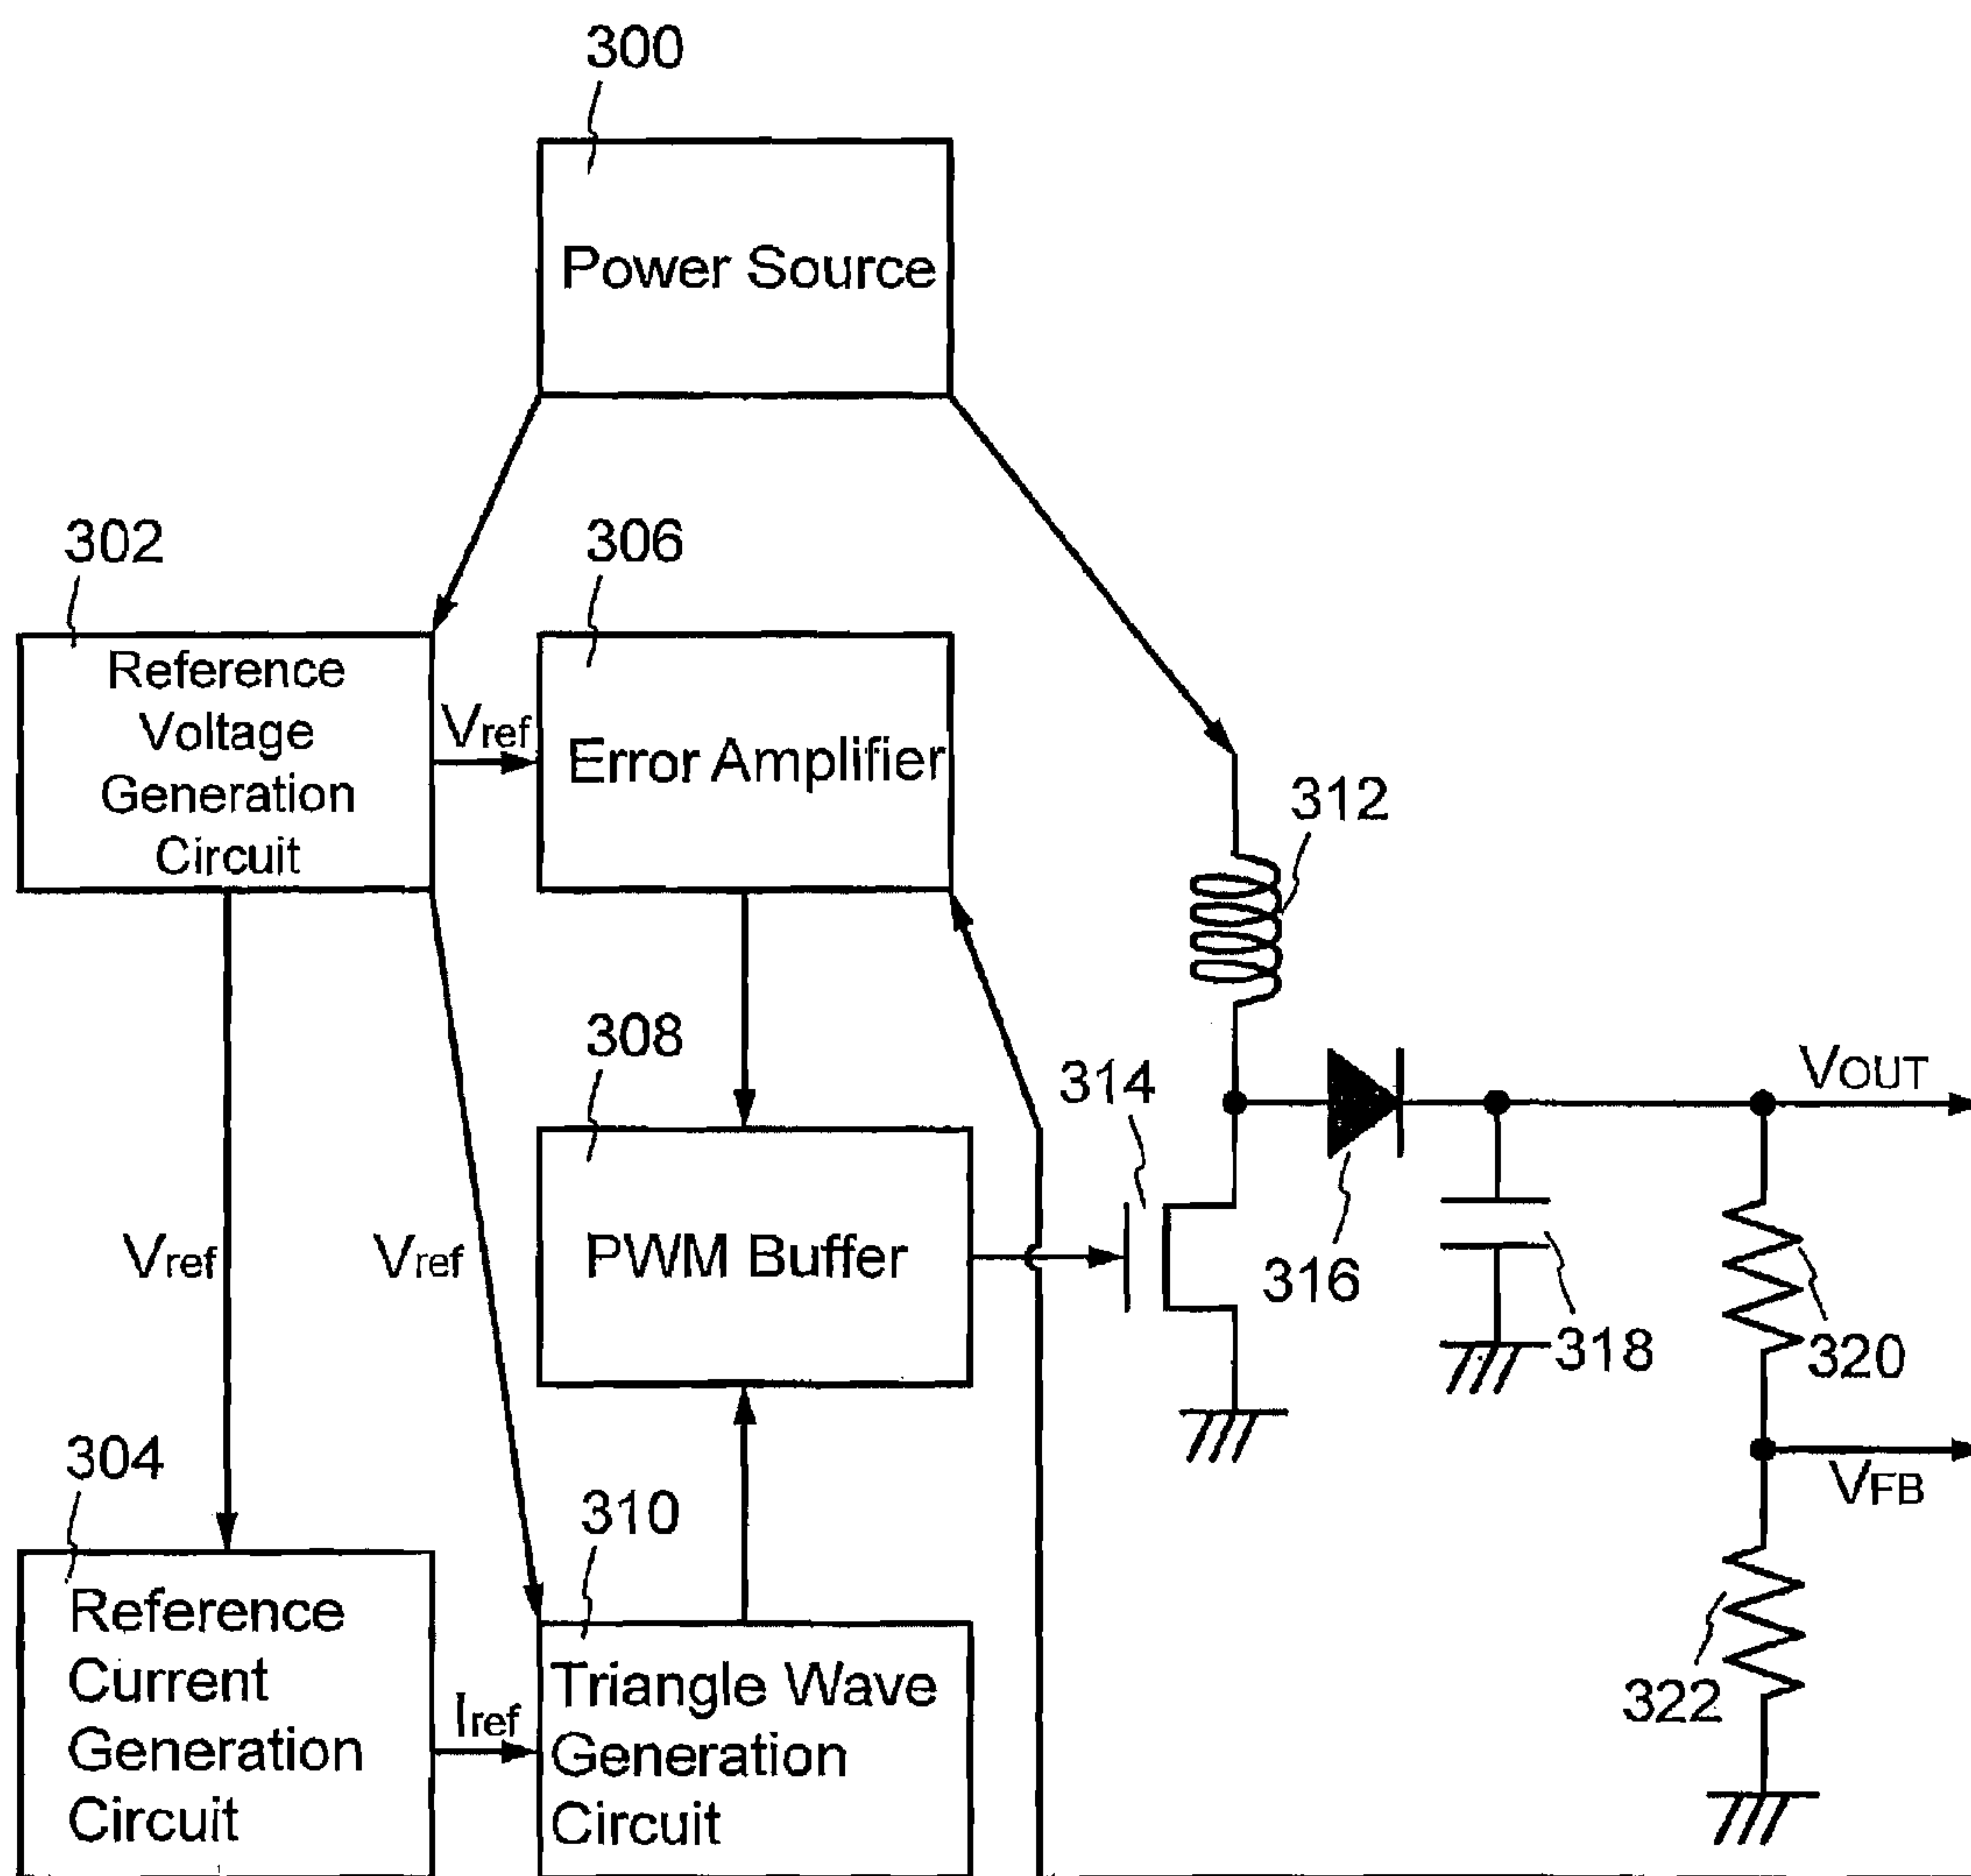 300
Power Source
302
306
Reference
Voltage
Generation
Circuit
Vref
Error Amplifier
312
308
314
VOUT
Vref
Vref
PWM Buffer
316
318
320
304
310
VFB
Reference
Current
Generation
Circuit
Iref
Triangle Wave
Generation
Circuit
322